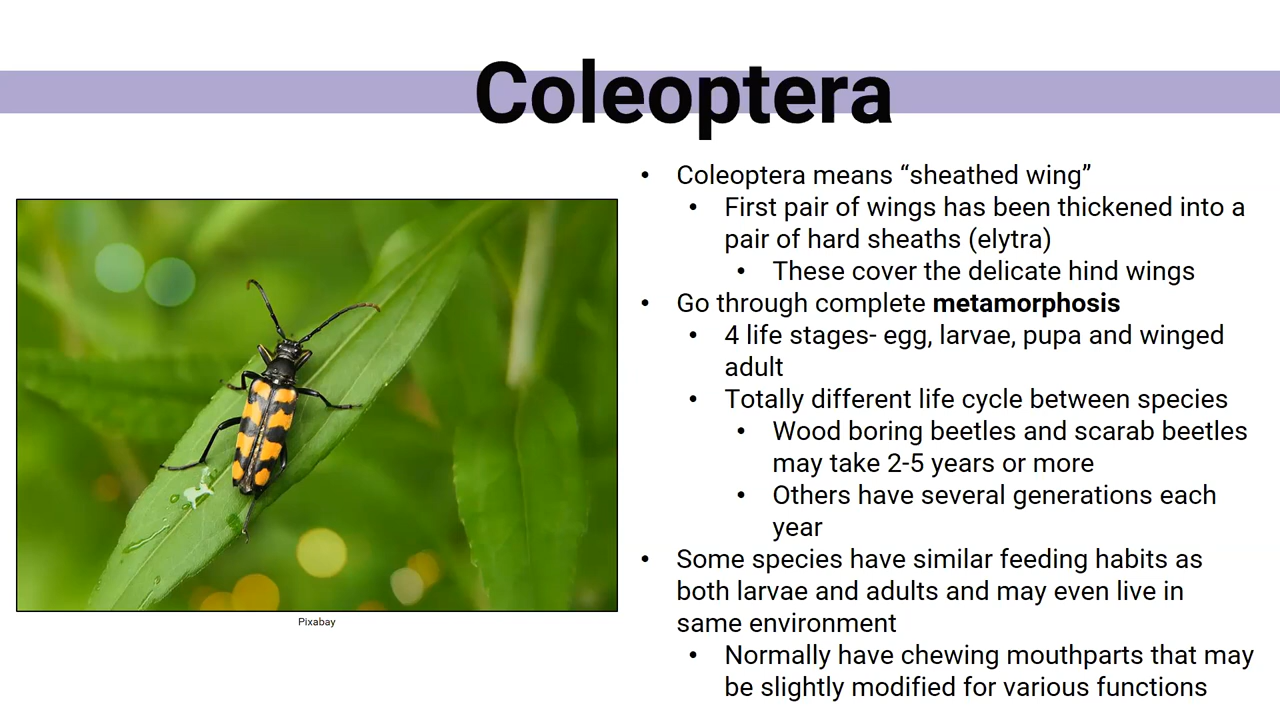 Coleoptera
• Coleoptera means “sheathed wing”
• First pair of wings has been thickened into a
pair of hard sheaths (elytra)
• These cover the delicate hind wings
• Go through complete metamorphosis
• 4 life stages- egg, larvae, pupa and winged
adult
• Totally different life cycle between species
• Wood boring beetles and scarab beetles
may take 2-5 years or more
• Others have several generations each
year
• Some species have similar feeding habits as
both larvae and adults and may even live in
same environment
• Normally have chewing mouthparts that may
be slightly modified for various functions
Pixabay